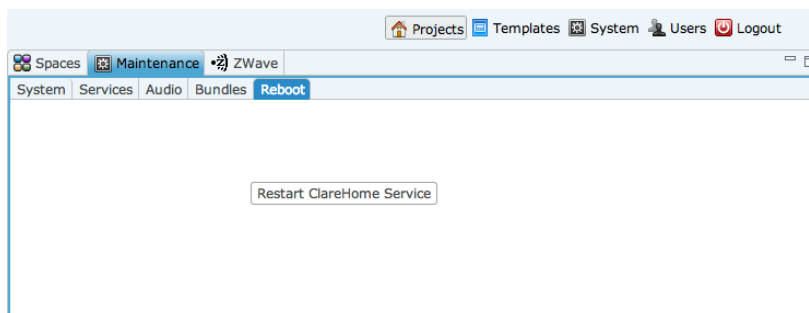 Projects Templates System Users Logout
Spaces Maintenance ZWave
System Services Audio Bundles Reboot
Restart ClareHome Service